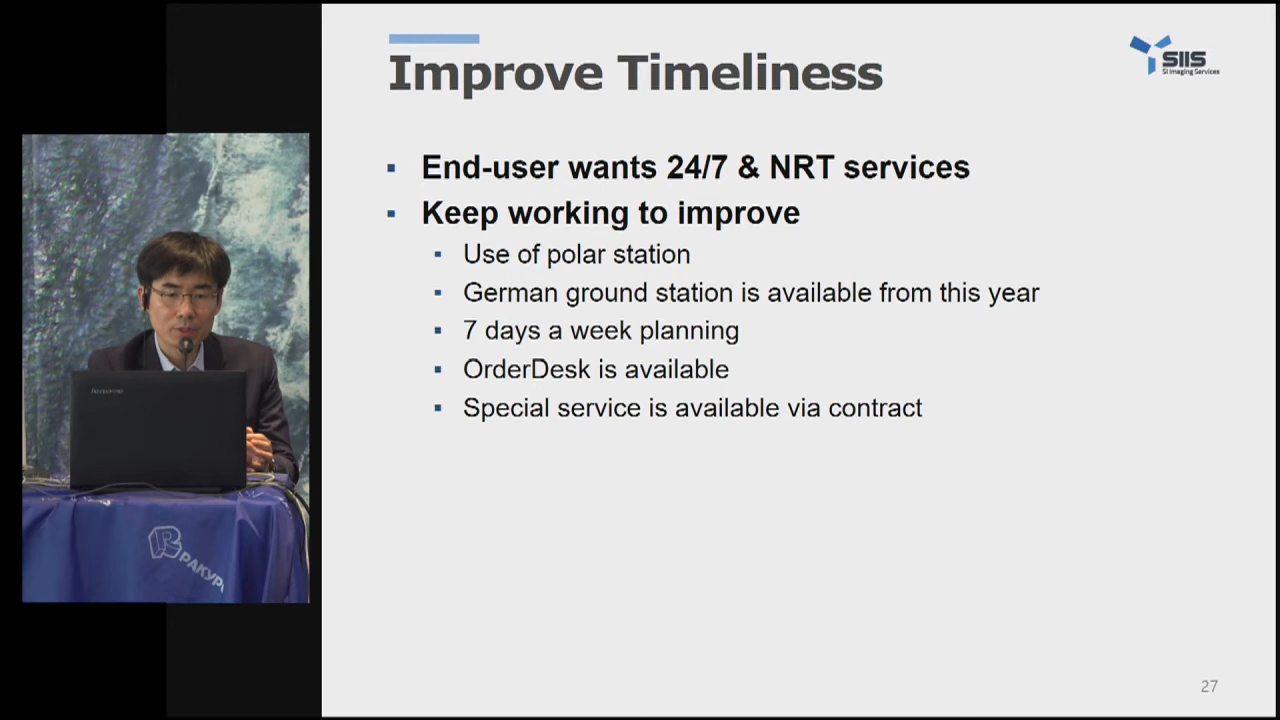 Improve Timeliness
SIIS
SI Imaging Services
▪ End-user wants 24/7 & NRT services
▪ Keep working to improve
▪ Use of polar station
▪ German ground station is available from this year
▪ 7 days a week planning
▪ OrderDesk is available
▪ Special service is available via contract
lenovo
РАКУРС
27